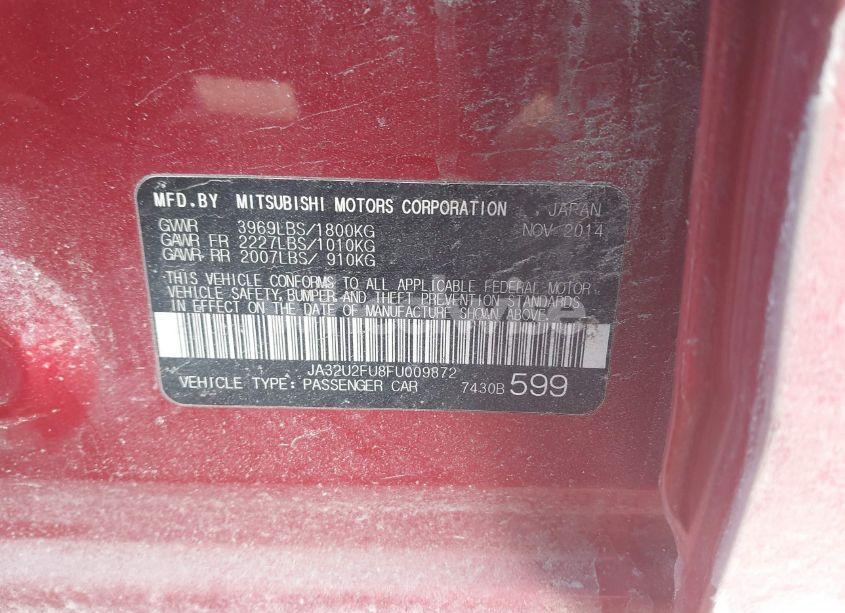 MFD.BY MITSUBISHI MOTORS CORPORATION JAPAN
GVWR 3969LBS/1800KG NOV 2014
GAWR FR 2227LBS/1010KG
GAWR RR 2007LBS/ 910KG
THIS VEHICLE CONFORMS TO ALL APPLICABLE FEDERAL MOTOR
VEHICLE SAFETY, BUMPER AND THEFT PREVENTION STANDARDS
IN EFFECT ON THE DATE OF MANUFACTURE SHOWN ABOVE.
JA32U2FU8FU009872
VEHICLE TYPE: PASSENGER CAR 7430B 599